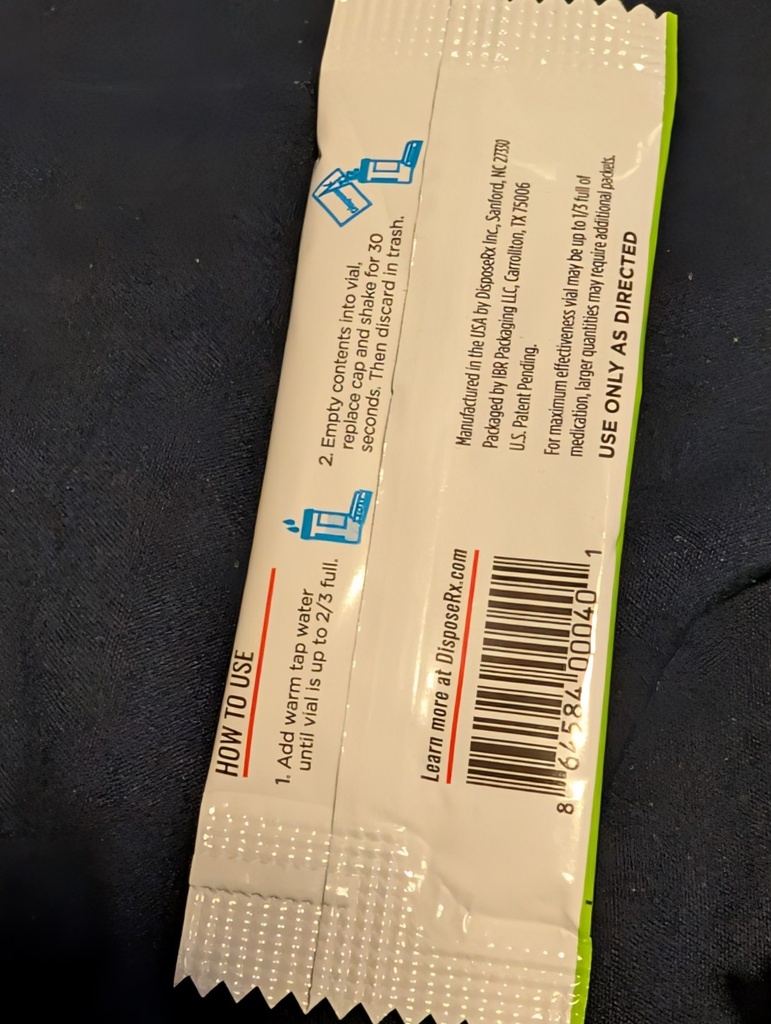 HOW TO USE
1. Add warm tap water
until vial is up to 2/3 full.
2. Empty contents into vial,
replace cap and shake for 30
seconds. Then discard in trash.
Learn more at DisposeRx.com
8 64584 00040 1
Manufactured in the USA by DisposeRx Inc., Sanford, NC 27330
Packaged by IBR Packaging LLC, Carrollton, TX 75006
U.S. Patent Pending.
For maximum effectiveness vial may be up to 1/3 full of
medication, larger quantities may require additional packets.
USE ONLY AS DIRECTED